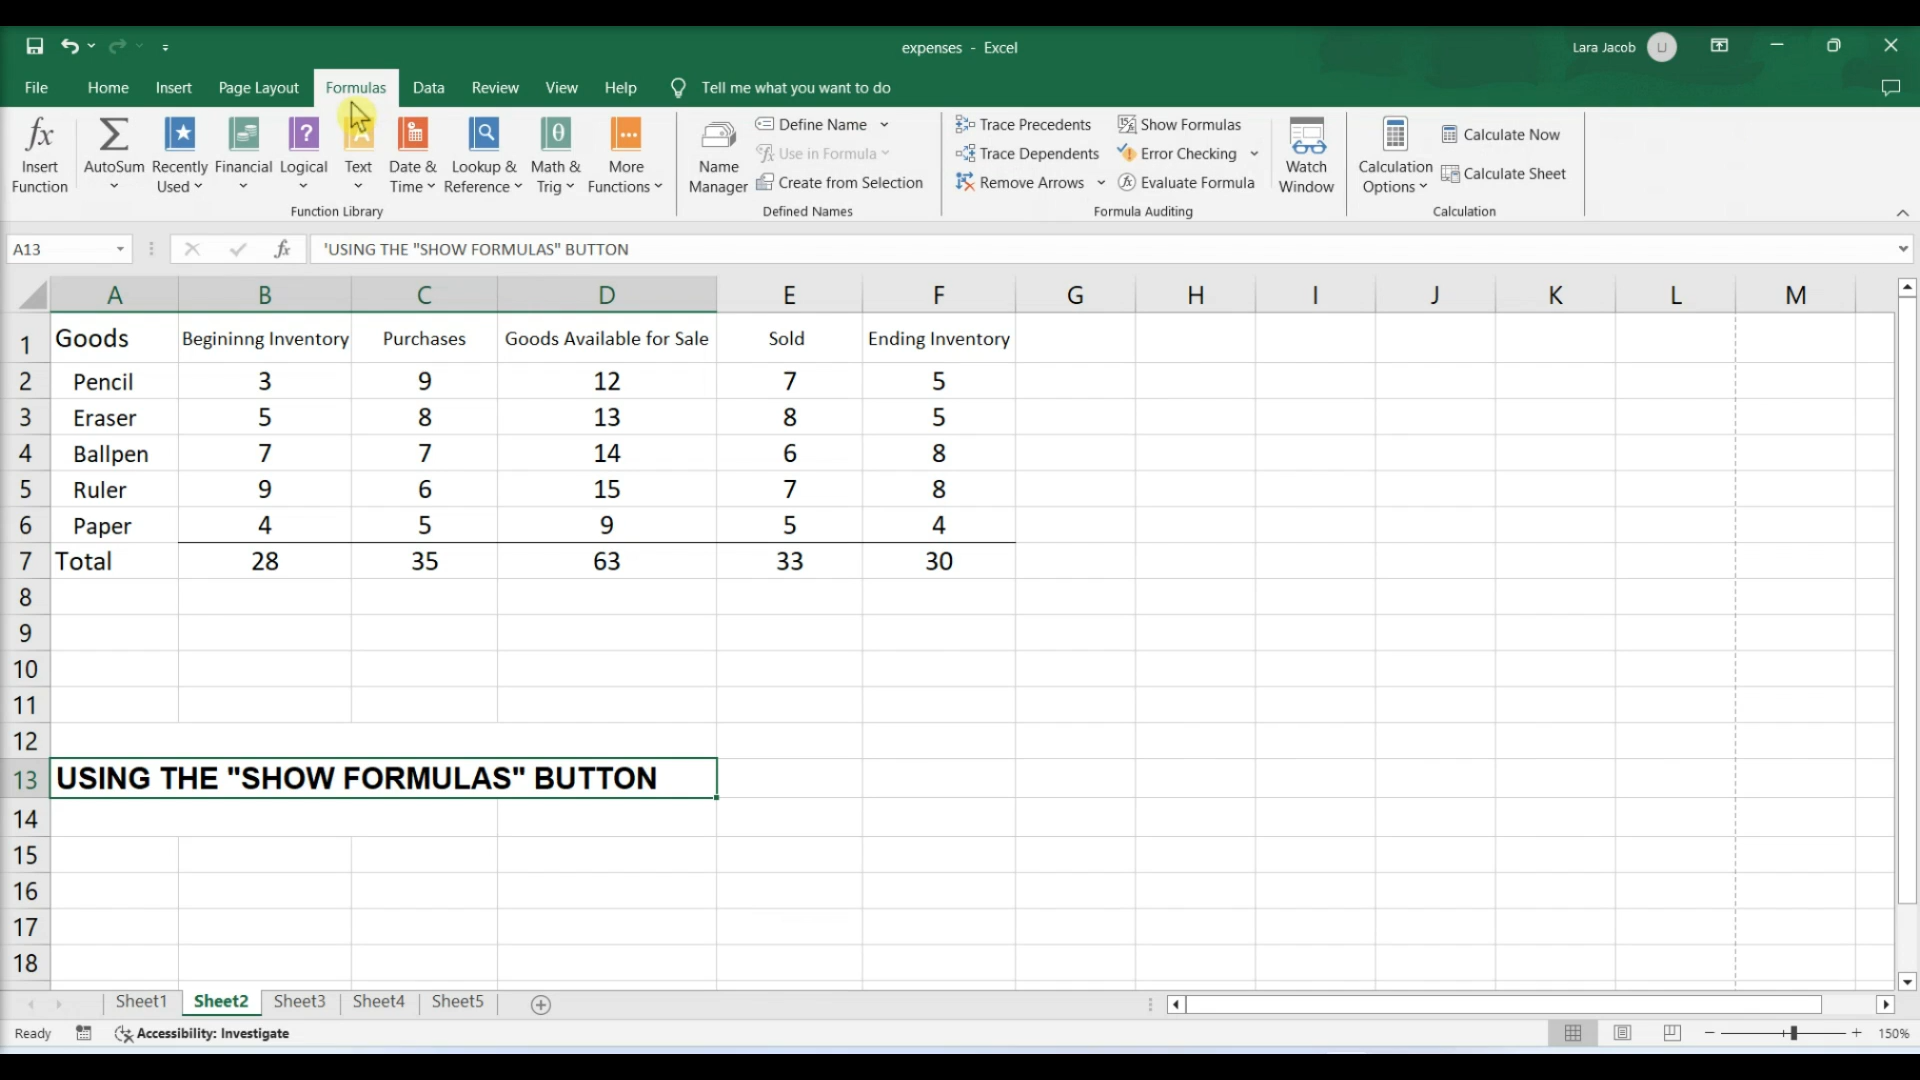 expenses - Excel
Lara Jacob LJ
File Home Insert Page Layout Formulas Data Review View Help Tell me what you want to do
Insert Function
AutoSum
Recently Used
Financial
Logical
Text
Date & Time
Lookup & Reference
Math & Trig
More Functions
Function Library
Name Manager
Define Name
Use in Formula
Create from Selection
Defined Names
Trace Precedents
Trace Dependents
Remove Arrows
Show Formulas
Error Checking
Evaluate Formula
Formula Auditing
Watch Window
Calculation Options
Calculate Now
Calculate Sheet
Calculation
A13 fx 'USING THE "SHOW FORMULAS" BUTTON
A B C D E F G H I J K L M
1 Goods Begininng Inventory Purchases Goods Available for Sale Sold Ending Inventory
2 Pencil 3 9 12 7 5
3 Eraser 5 8 13 8 5
4 Ballpen 7 7 14 6 8
5 Ruler 9 6 15 7 8
6 Paper 4 5 9 5 4
7 Total 28 35 63 33 30
8
9
10
11
12
13 USING THE "SHOW FORMULAS" BUTTON
14
15
16
17
18
Sheet1 Sheet2 Sheet3 Sheet4 Sheet5
Ready Accessibility: Investigate 150%